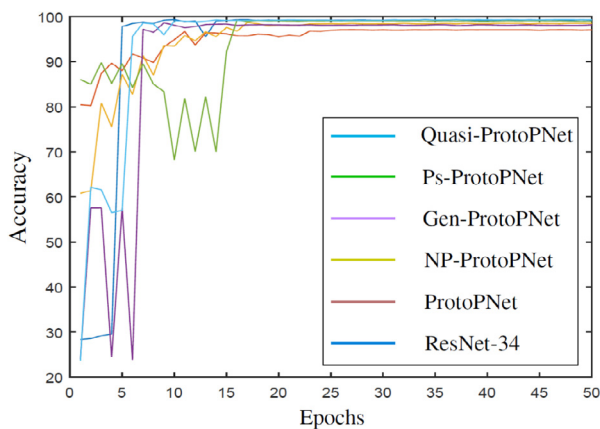 100
90
80
70
60
50
40
30
20
Accuracy
0 5 10 15 20 25 30 35 40 45 50
Epochs
Quasi-ProtoPNet
Ps-ProtoPNet
Gen-ProtoPNet
NP-ProtoPNet
ProtoPNet
ResNet-34